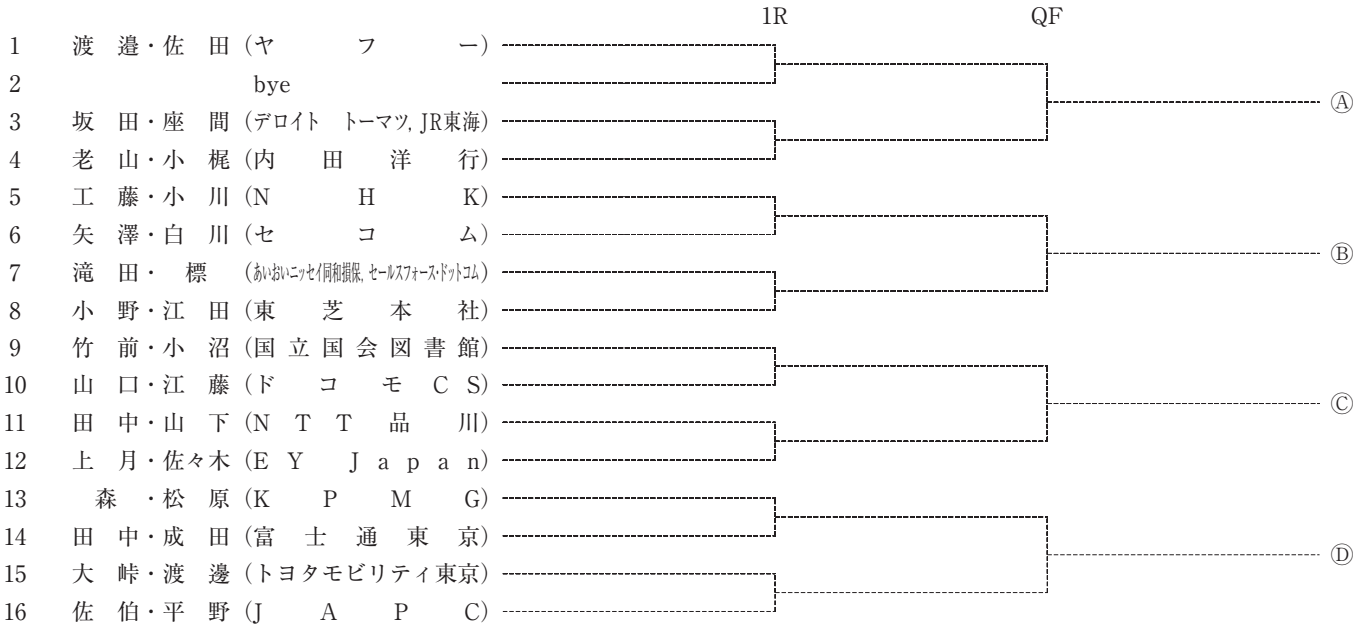 1R QF
1 渡邉・佐田(ヤフー)
2 bye
Ⓐ
3 坂田・座間(デロイト トーマツ, JR東海)
4 老山・小梶(内田洋行)
5 工藤・小川(NHK)
6 矢澤・白川(セコム)
Ⓑ
7 滝田・標(あいおいニッセイ同和損保, セールスフォース・ドットコム)
8 小野・江田(東芝本社)
9 竹前・小沼(国立国会図書館)
10 山口・江藤(ドコモCS)
Ⓒ
11 田中・山下(NTT品川)
12 上月・佐々木(EY Japan)
13 森・松原(KPMG)
14 田中・成田(富士通東京)
Ⓓ
15 大峠・渡邊(トヨタモビリティ東京)
16 佐伯・平野(JAPC)